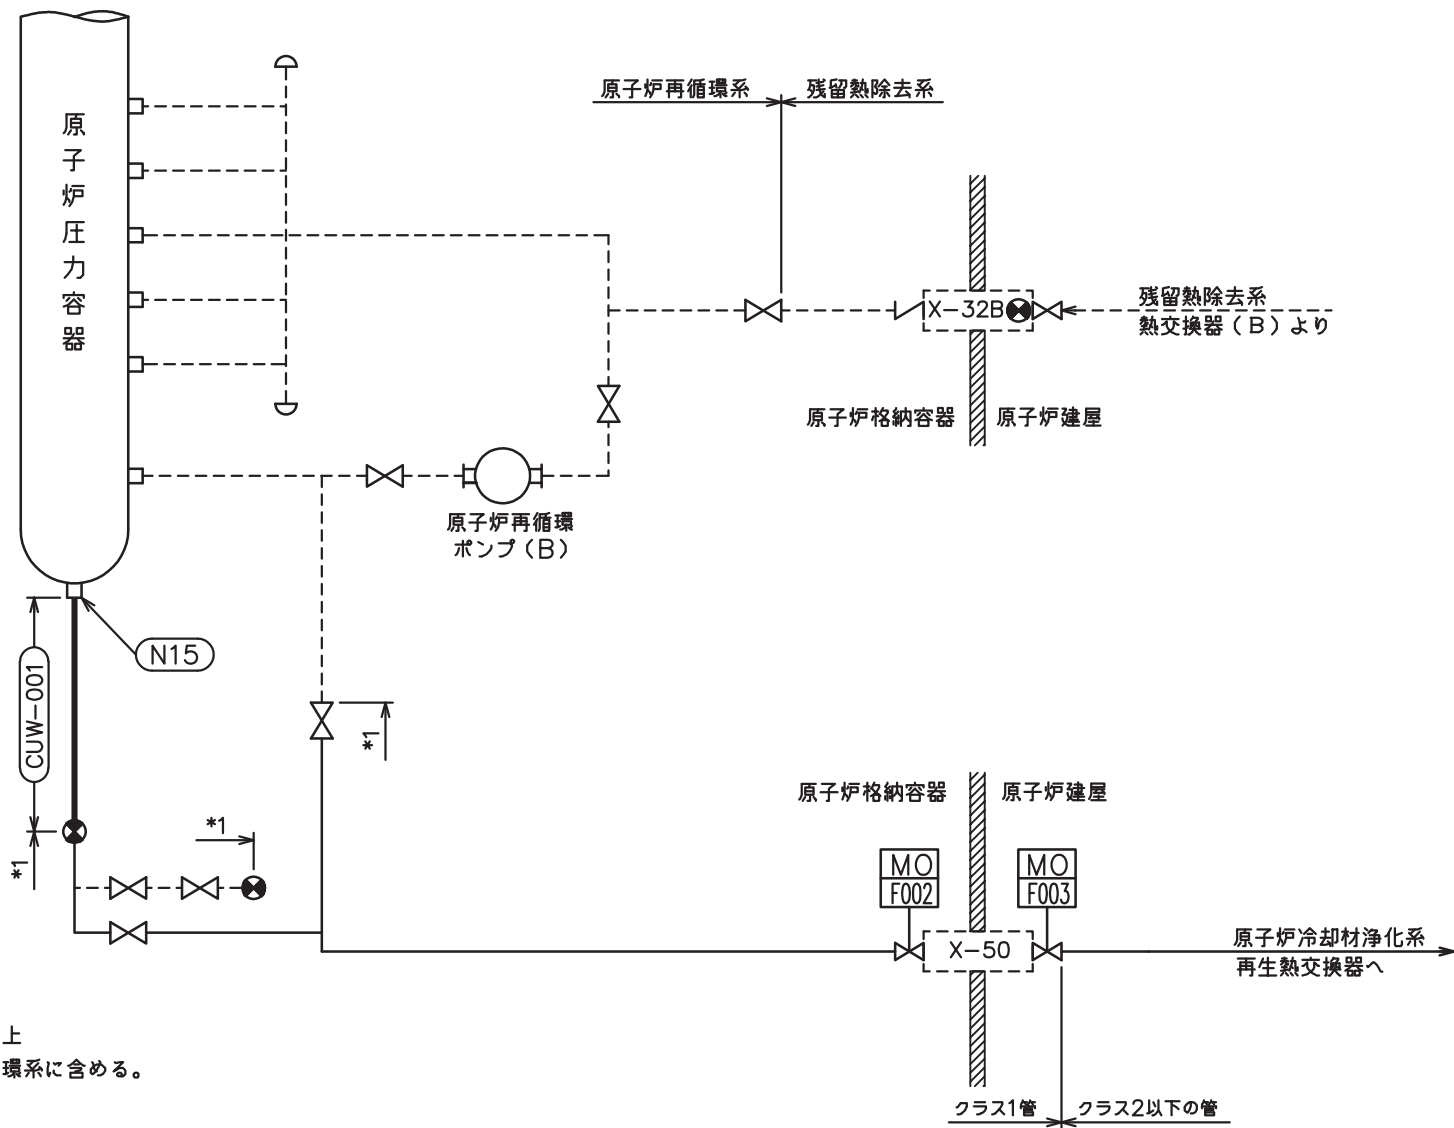 原子炉再循環系
残留熱除去系
原子炉圧力容器
X-32B
残留熱除去系
熱交換器(B)より
原子炉格納容器
原子炉建屋
原子炉再循環
ポンプ(B)
N15
CUW-001
*1
*1
*1
原子炉格納容器
原子炉建屋
MO
F002
MO
F003
X-50
原子炉冷却材浄化系
再生熱交換器へ
上
環系に含める。
クラス1管
クラス2以下の管